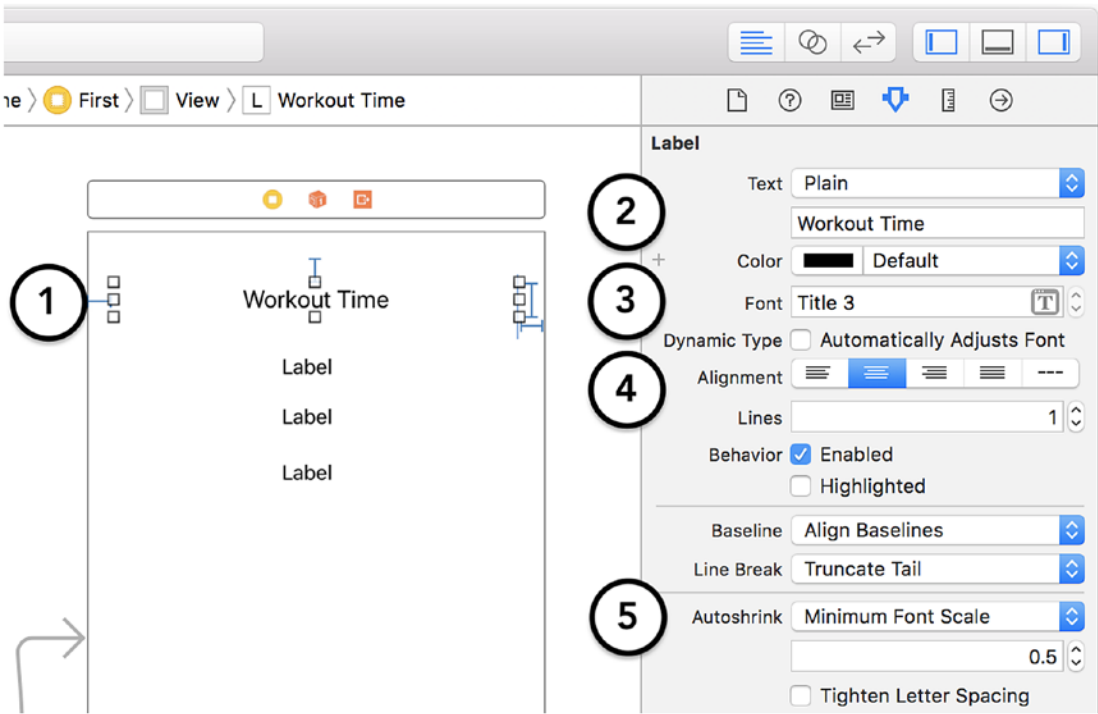 ne > First > View > L Workout Time
Label
Text Plain
2
Workout Time
Color Default
1
Workout Time
3
Font Title 3
Dynamic Type Automatically Adjusts Font
Label
4
Alignment
Label
Lines 1
Behavior Enabled
Label
Highlighted
Baseline Align Baselines
Line Break Truncate Tail
5
Autoshrink Minimum Font Scale
0.5
Tighten Letter Spacing